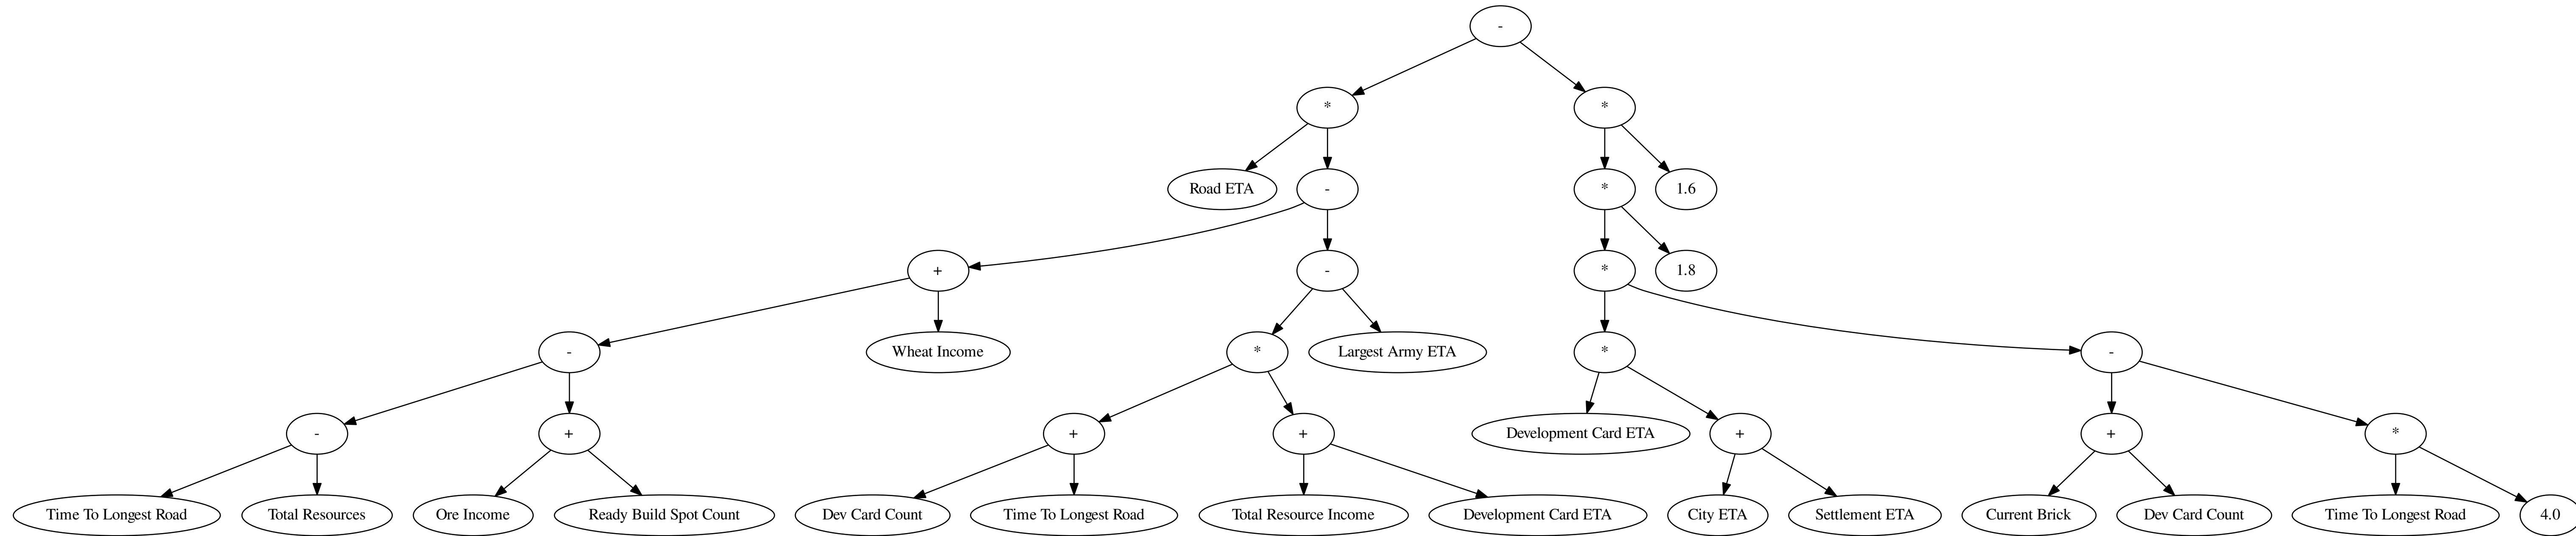 -
* *
Road ETA - * 1.6
+ - * 1.8
- Wheat Income * Largest Army ETA * -
- + + + Development Card ETA + + *
Time To Longest Road Total Resources Ore Income Ready Build Spot Count Dev Card Count Time To Longest Road Total Resource Income Development Card ETA City ETA Settlement ETA Current Brick Dev Card Count Time To Longest Road 4.0